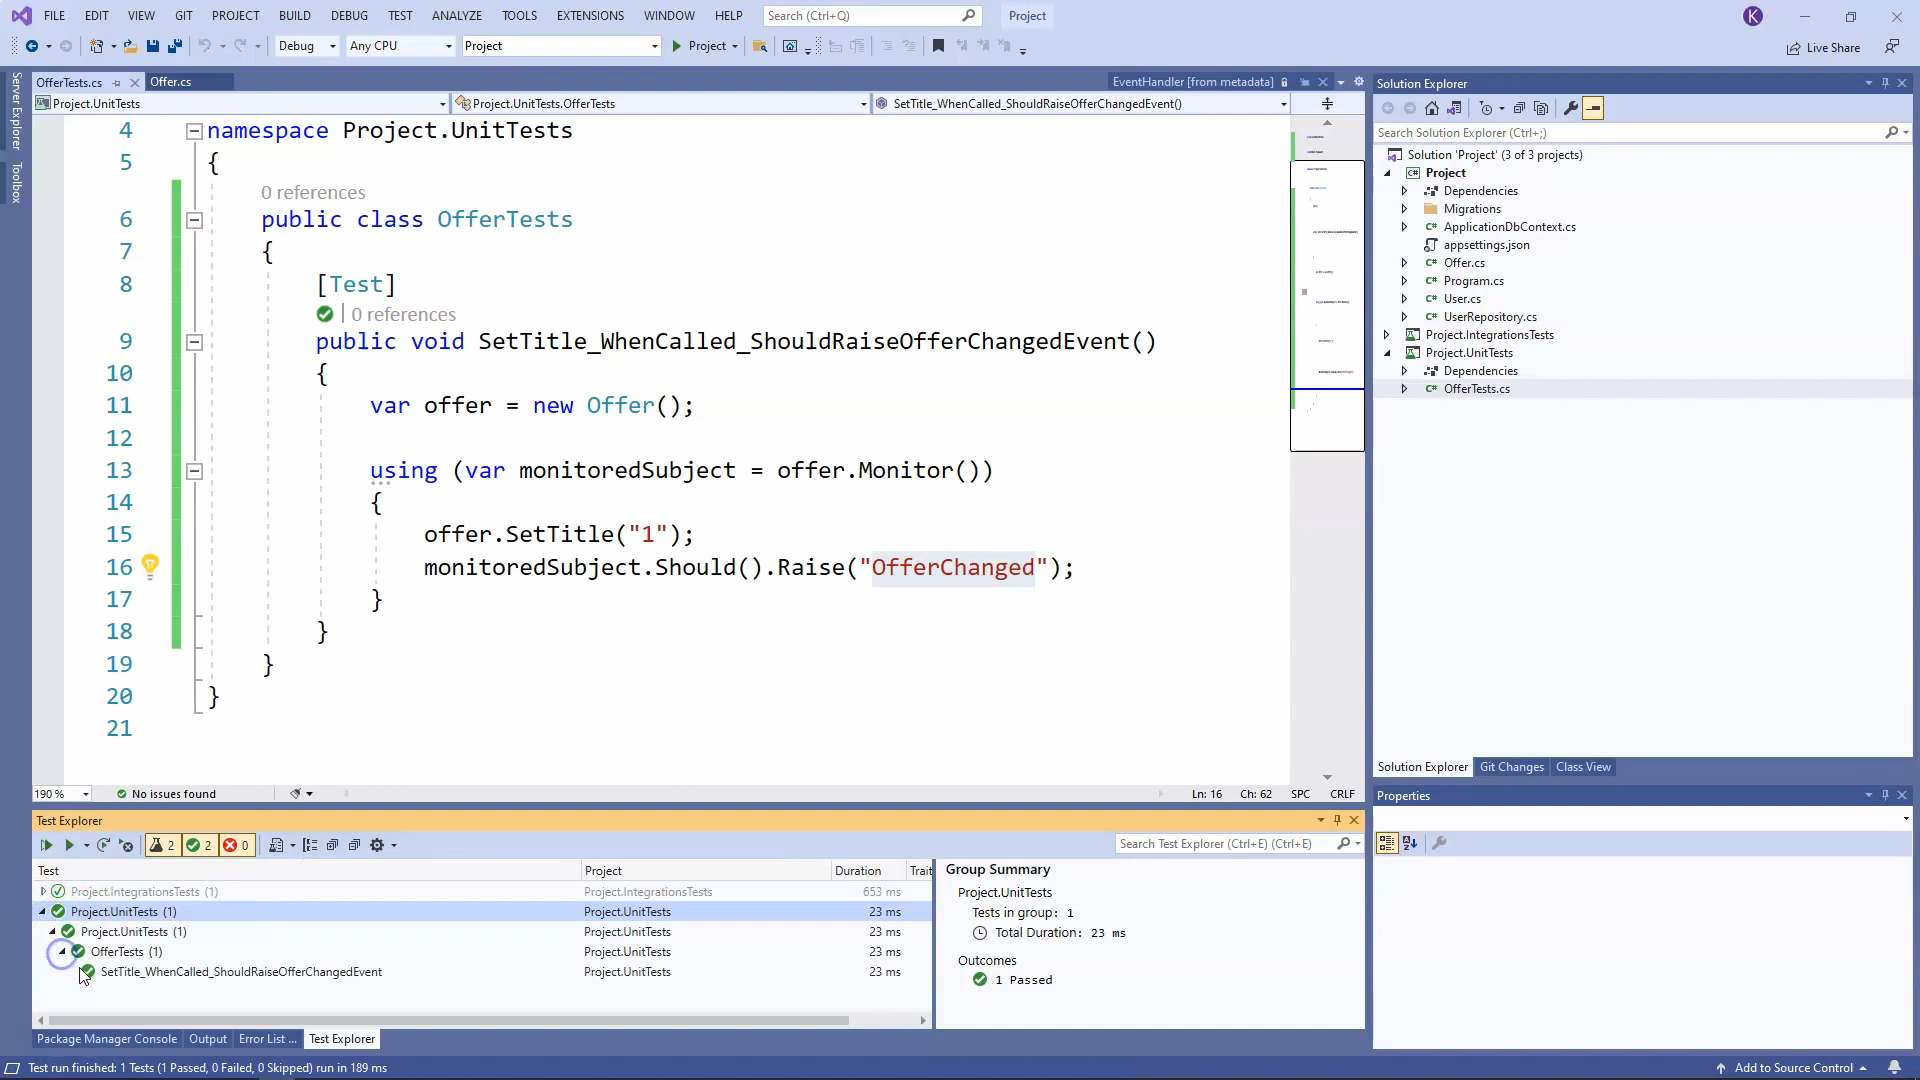 FILE EDIT VIEW GIT PROJECT BUILD DEBUG TEST ANALYZE TOOLS EXTENSIONS WINDOW HELP Search (Ctrl+Q) Project K
Debug Any CPU Project Project Live Share
Server Explorer
Toolbox
OfferTests.cs Offer.cs EventHandler [from metadata]
Project.UnitTests Project.UnitTests.OfferTests SetTitle_WhenCalled_ShouldRaiseOfferChangedEvent()
4 namespace Project.UnitTests
5 {
0 references
6 public class OfferTests
7 {
8 [Test]
0 references
9 public void SetTitle_WhenCalled_ShouldRaiseOfferChangedEvent()
10 {
11 var offer = new Offer();
12
13 using (var monitoredSubject = offer.Monitor())
14 {
15 offer.SetTitle("1");
16 monitoredSubject.Should().Raise("OfferChanged");
17 }
18 }
19 }
20 }
21
190 % No issues found Ln: 16 Ch: 62 SPC CRLF
Solution Explorer
Search Solution Explorer (Ctrl+;)
Solution 'Project' (3 of 3 projects)
C# Project
Dependencies
Migrations
C# ApplicationDbContext.cs
appsettings.json
C# Offer.cs
C# Program.cs
C# User.cs
C# UserRepository.cs
Project.IntegrationsTests
Project.UnitTests
Dependencies
C# OfferTests.cs
Solution Explorer Git Changes Class View
Properties
Test Explorer
2 2 0 Search Test Explorer (Ctrl+E) (Ctrl+E)
Test Project Duration Trait
Project.IntegrationsTests (1) Project.IntegrationsTests 653 ms
Project.UnitTests (1) Project.UnitTests 23 ms
Project.UnitTests (1) Project.UnitTests 23 ms
OfferTests (1) Project.UnitTests 23 ms
SetTitle_WhenCalled_ShouldRaiseOfferChangedEvent Project.UnitTests 23 ms
Group Summary
Project.UnitTests
Tests in group: 1
Total Duration: 23 ms
Outcomes
1 Passed
Package Manager Console Output Error List ... Test Explorer
Test run finished: 1 Tests (1 Passed, 0 Failed, 0 Skipped) run in 189 ms Add to Source Control